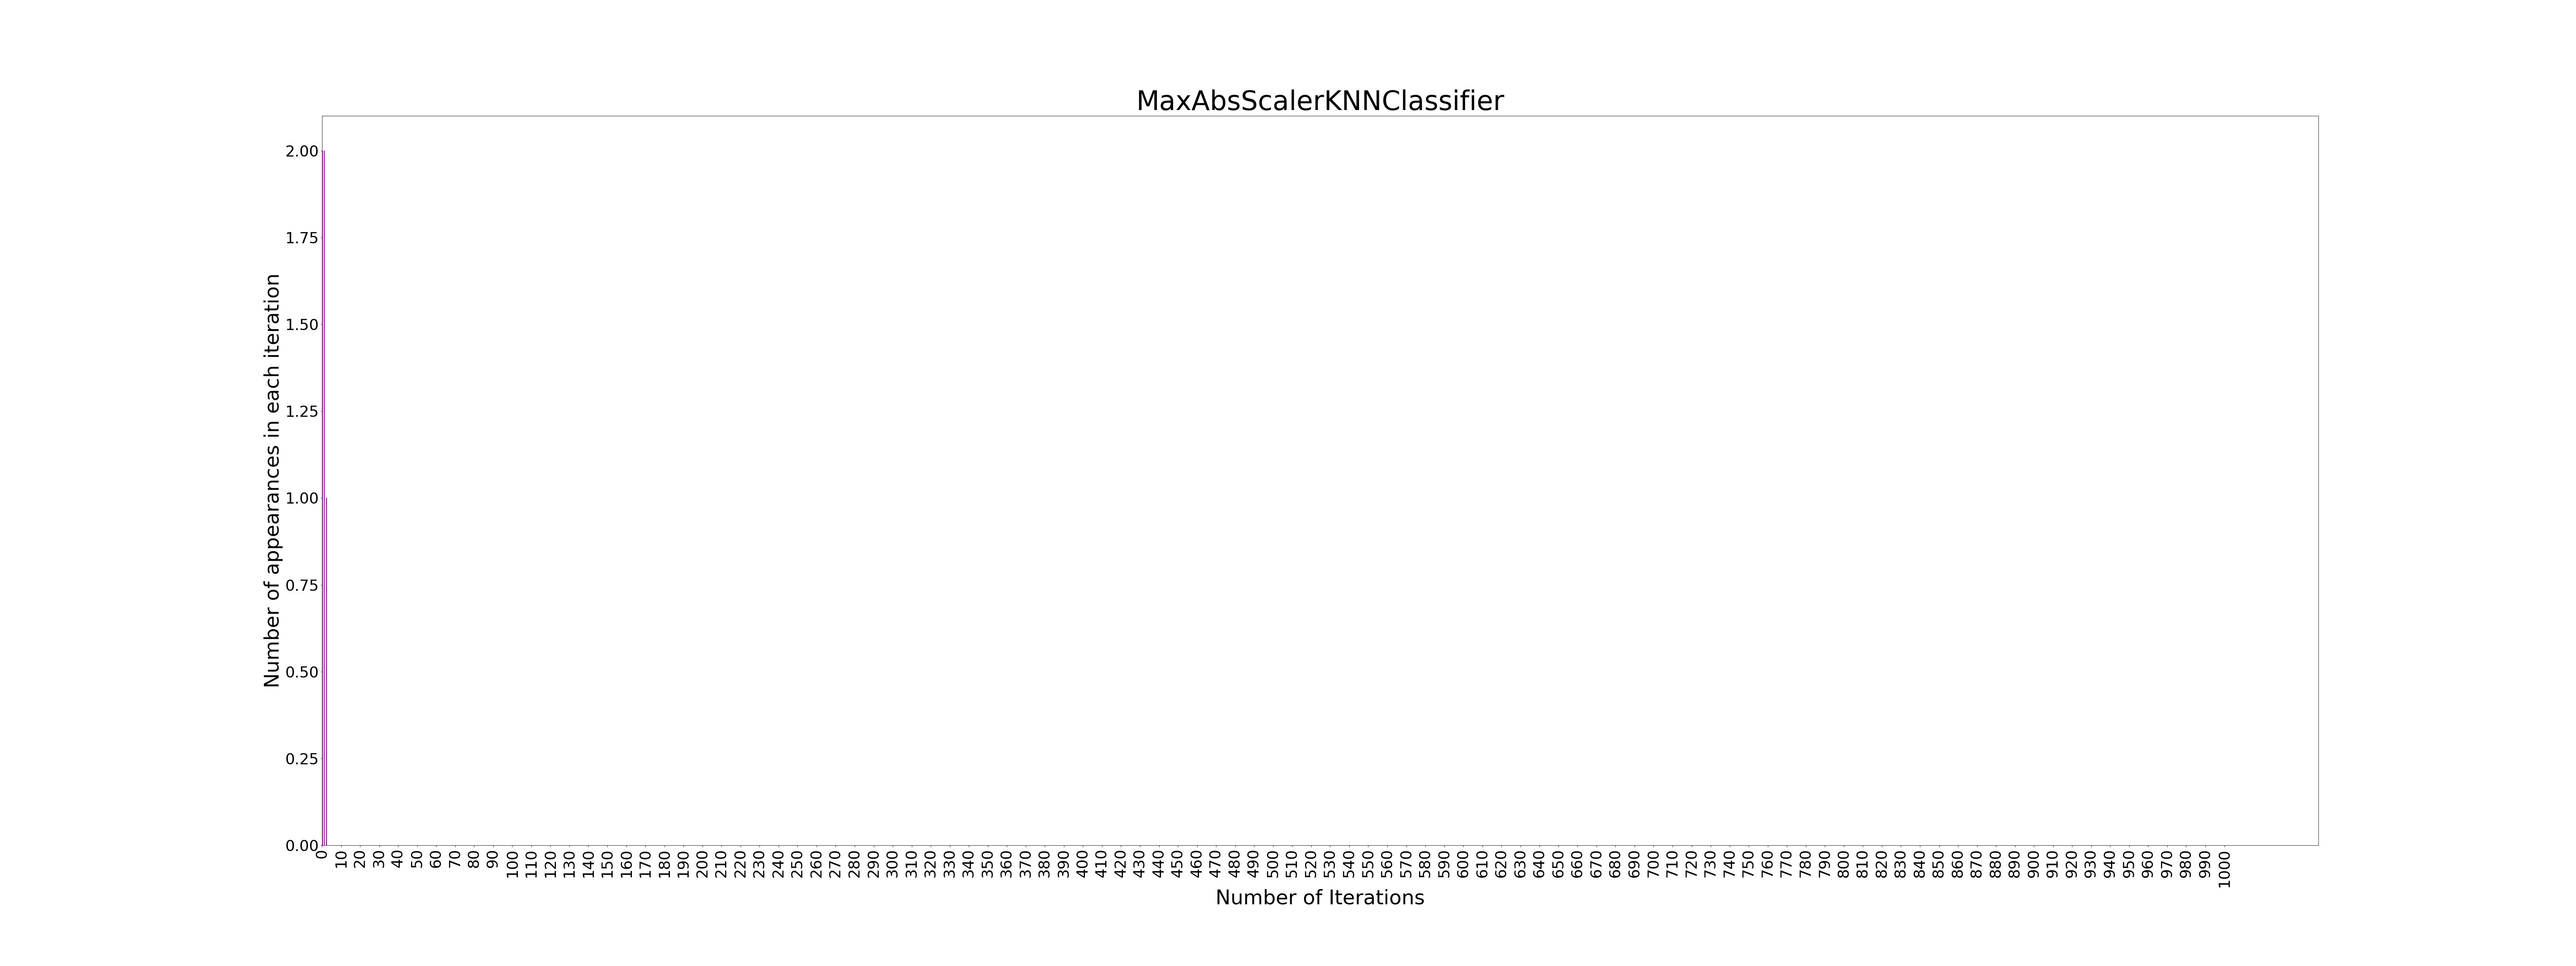 MaxAbsScalerKNNClassifier
2.00
1.75
1.50
1.25
1.00
0.75
0.50
0.25
0.00
Number of appearances in each iteration
0 10 20 30 40 50 60 70 80 90 100 110 120 130 140 150 160 170 180 190 200 210 220 230 240 250 260 270 280 290 300 310 320 330 340 350 360 370 380 390 400 410 420 430 440 450 460 470 480 490 500 510 520 530 540 550 560 570 580 590 600 610 620 630 640 650 660 670 680 690 700 710 720 730 740 750 760 770 780 790 800 810 820 830 840 850 860 870 880 890 900 910 920 930 940 950 960 970 980 990 1000
Number of Iterations